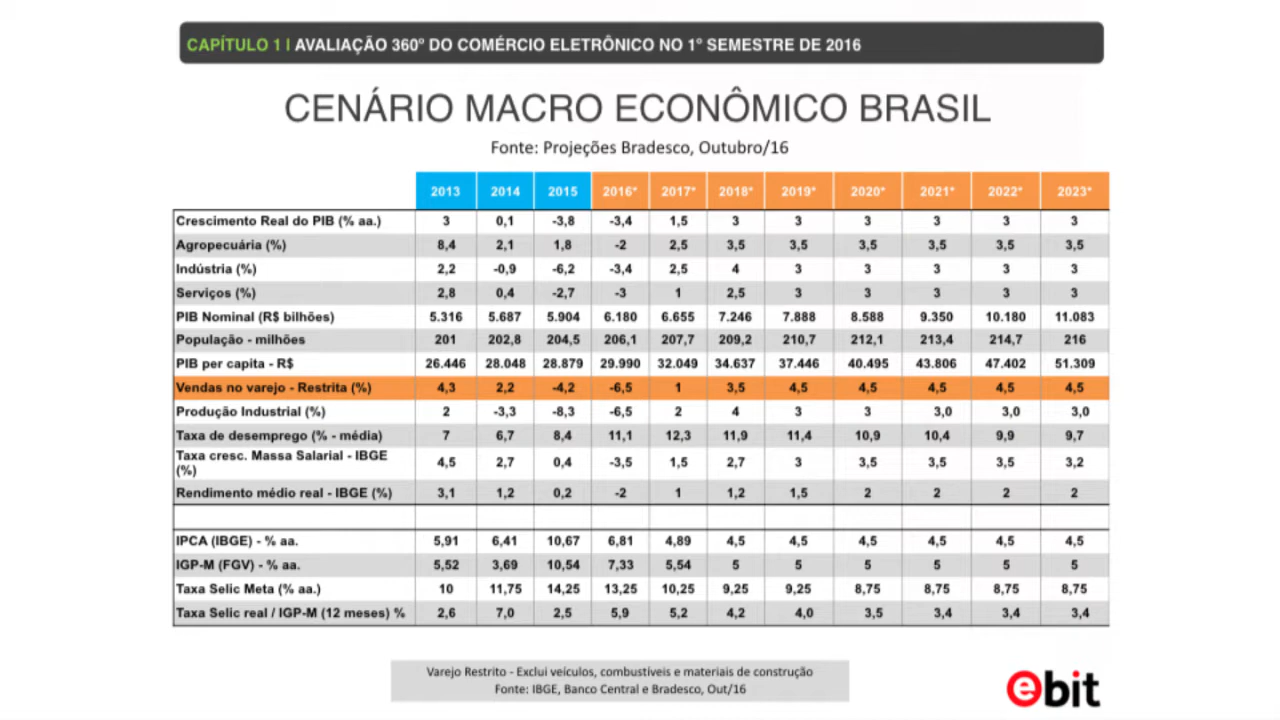 CAPÍTULO 1 I AVALIAÇÃO 360º DO COMÉRCIO ELETRÔNICO NO 1º SEMESTRE DE 2016
CENÁRIO MACRO ECONÔMICO BRASIL
Fonte: Projeções Bradesco, Outubro/16
2013 2014 2015 2016* 2017* 2018* 2019* 2020* 2021* 2022* 2023*
Crescimento Real do PIB (% aa.) 3 0,1 -3,8 -3,4 1,5 3 3 3 3 3 3
Agropecuária (%) 8,4 2,1 1,8 -2 2,5 3,5 3,5 3,5 3,5 3,5 3,5
Indústria (%) 2,2 -0,9 -6,2 -3,4 2,5 4 3 3 3 3 3
Serviços (%) 2,8 0,4 -2,7 -3 1 2,5 3 3 3 3 3
PIB Nominal (R$ bilhões) 5.316 5.687 5.904 6.180 6.655 7.246 7.888 8.588 9.350 10.180 11.083
População - milhões 201 202,8 204,5 206,1 207,7 209,2 210,7 212,1 213,4 214,7 216
PIB per capita - R$ 26.446 28.048 28.879 29.990 32.049 34.637 37.446 40.495 43.806 47.402 51.309
Vendas no varejo - Restrita (%) 4,3 2,2 -4,2 -6,5 1 3,5 4,5 4,5 4,5 4,5 4,5
Produção Industrial (%) 2 -3,3 -8,3 -6,5 2 4 3 3 3,0 3,0 3,0
Taxa de desemprego (% - média) 7 6,7 8,4 11,1 12,3 11,9 11,4 10,9 10,4 9,9 9,7
Taxa cresc. Massa Salarial - IBGE
(%) 4,5 2,7 0,4 -3,5 1,5 2,7 3 3,5 3,5 3,5 3,2
Rendimento médio real - IBGE (%) 3,1 1,2 0,2 -2 1 1,2 1,5 2 2 2 2
IPCA (IBGE) - % aa. 5,91 6,41 10,67 6,81 4,89 4,5 4,5 4,5 4,5 4,5 4,5
IGP-M (FGV) - % aa. 5,52 3,69 10,54 7,33 5,54 5 5 5 5 5 5
Taxa Selic Meta (% aa.) 10 11,75 14,25 13,25 10,25 9,25 9,25 8,75 8,75 8,75 8,75
Taxa Selic real / IGP-M (12 meses) % 2,6 7,0 2,5 5,9 5,2 4,2 4,0 3,5 3,4 3,4 3,4
Varejo Restrito - Exclui veículos, combustíveis e materiais de construção
Fonte: IBGE, Banco Central e Bradesco, Out/16
ebit